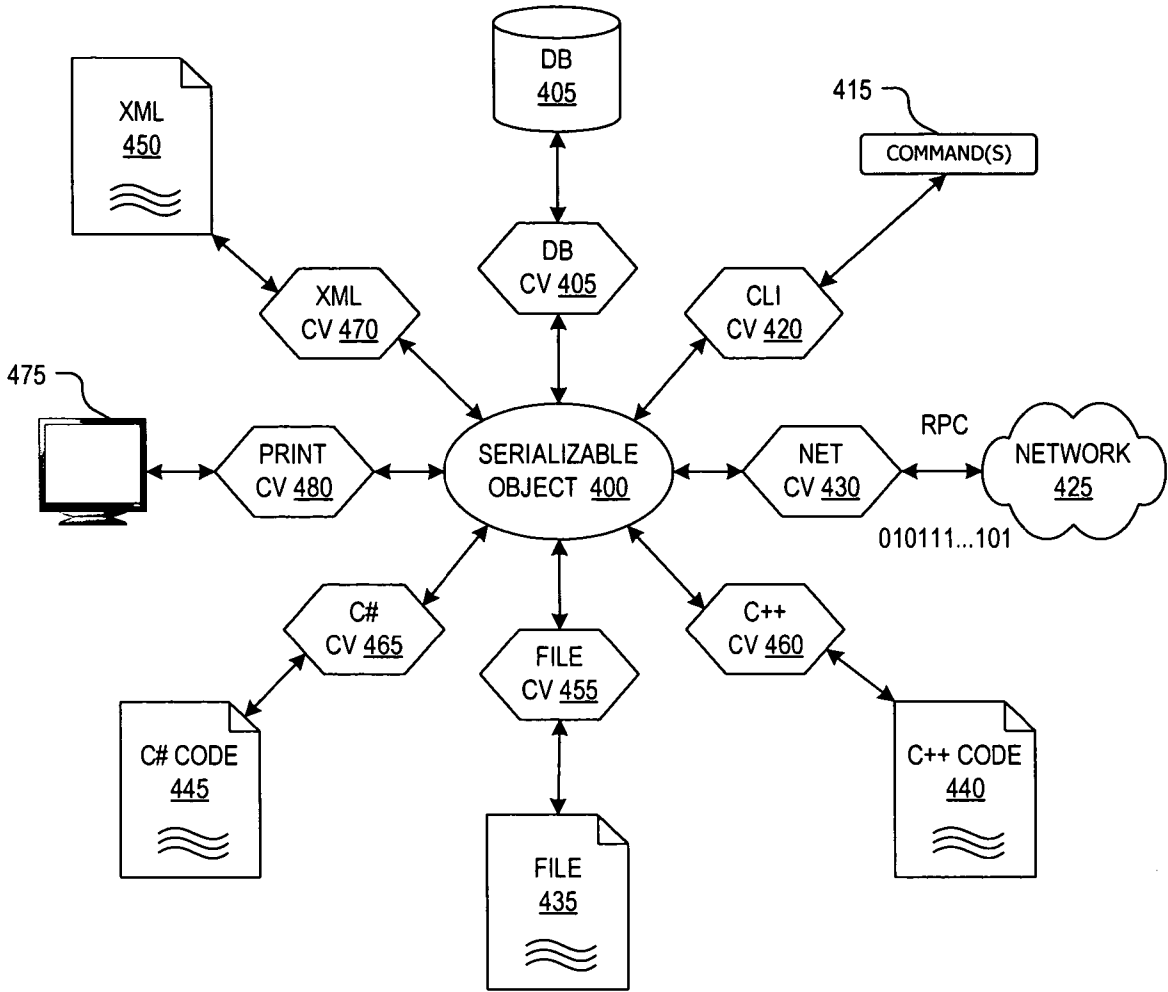 DB
405
415
COMMAND(S)
XML
450
DB
CV 405
XML
CV 470
CLI
CV 420
475
PRINT
CV 480
SERIALIZABLE
OBJECT 400
NET
CV 430
RPC
010111...101
NETWORK
425
C#
CV 465
FILE
CV 455
C++
CV 460
C# CODE
445
FILE
435
C++ CODE
440